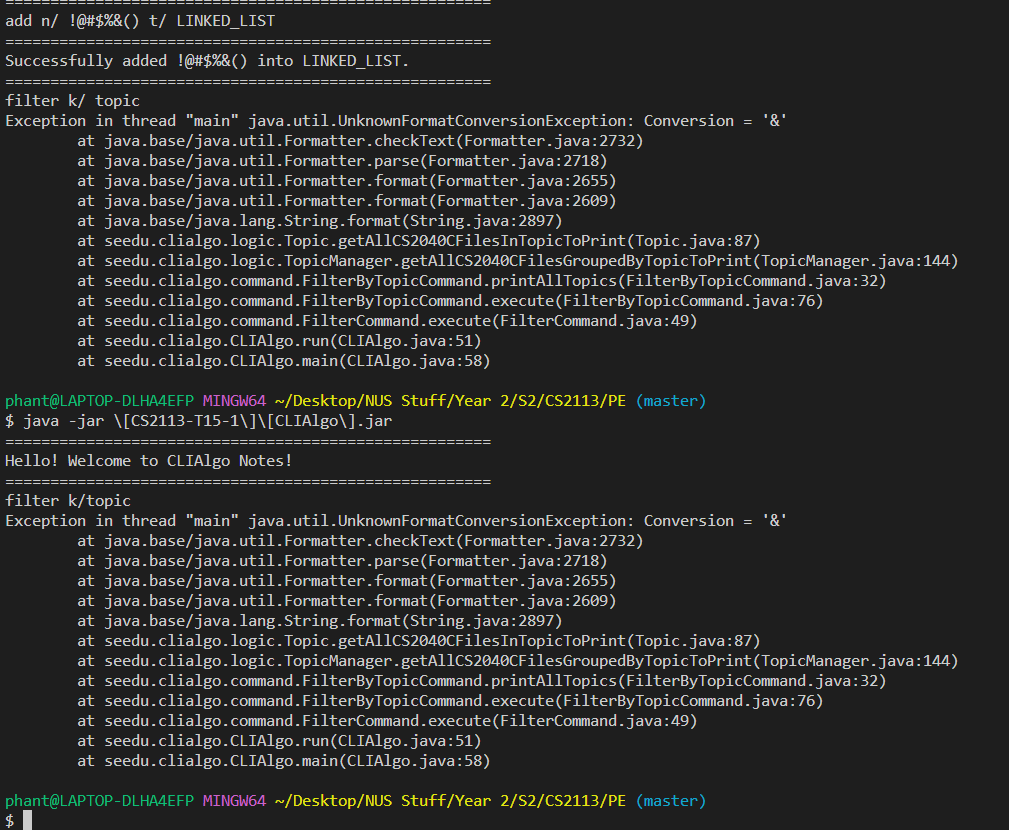 ======================================================
add n/ !@#$%&() t/ LINKED_LIST
======================================================
Successfully added !@#$%&() into LINKED_LIST.
======================================================
filter k/ topic
Exception in thread "main" java.util.UnknownFormatConversionException: Conversion = '&'
        at java.base/java.util.Formatter.checkText(Formatter.java:2732)
        at java.base/java.util.Formatter.parse(Formatter.java:2718)
        at java.base/java.util.Formatter.format(Formatter.java:2655)
        at java.base/java.util.Formatter.format(Formatter.java:2609)
        at java.base/java.lang.String.format(String.java:2897)
        at seedu.clialgo.logic.Topic.getAllCS2040CFilesInTopicToPrint(Topic.java:87)
        at seedu.clialgo.logic.TopicManager.getAllCS2040CFilesGroupedByTopicToPrint(TopicManager.java:144)
        at seedu.clialgo.command.FilterByTopicCommand.printAllTopics(FilterByTopicCommand.java:32)
        at seedu.clialgo.command.FilterByTopicCommand.execute(FilterByTopicCommand.java:76)
        at seedu.clialgo.command.FilterCommand.execute(FilterCommand.java:49)
        at seedu.clialgo.CLIAlgo.run(CLIAlgo.java:51)
        at seedu.clialgo.CLIAlgo.main(CLIAlgo.java:58)

phant@LAPTOP-DLHA4EFP MINGW64 ~/Desktop/NUS Stuff/Year 2/S2/CS2113/PE (master)
$ java -jar \[CS2113-T15-1\]\[CLIAlgo\].jar
======================================================
Hello! Welcome to CLIAlgo Notes!
======================================================
filter k/topic
Exception in thread "main" java.util.UnknownFormatConversionException: Conversion = '&'
        at java.base/java.util.Formatter.checkText(Formatter.java:2732)
        at java.base/java.util.Formatter.parse(Formatter.java:2718)
        at java.base/java.util.Formatter.format(Formatter.java:2655)
        at java.base/java.util.Formatter.format(Formatter.java:2609)
        at java.base/java.lang.String.format(String.java:2897)
        at seedu.clialgo.logic.Topic.getAllCS2040CFilesInTopicToPrint(Topic.java:87)
        at seedu.clialgo.logic.TopicManager.getAllCS2040CFilesGroupedByTopicToPrint(TopicManager.java:144)
        at seedu.clialgo.command.FilterByTopicCommand.printAllTopics(FilterByTopicCommand.java:32)
        at seedu.clialgo.command.FilterByTopicCommand.execute(FilterByTopicCommand.java:76)
        at seedu.clialgo.command.FilterCommand.execute(FilterCommand.java:49)
        at seedu.clialgo.CLIAlgo.run(CLIAlgo.java:51)
        at seedu.clialgo.CLIAlgo.main(CLIAlgo.java:58)

phant@LAPTOP-DLHA4EFP MINGW64 ~/Desktop/NUS Stuff/Year 2/S2/CS2113/PE (master)
$